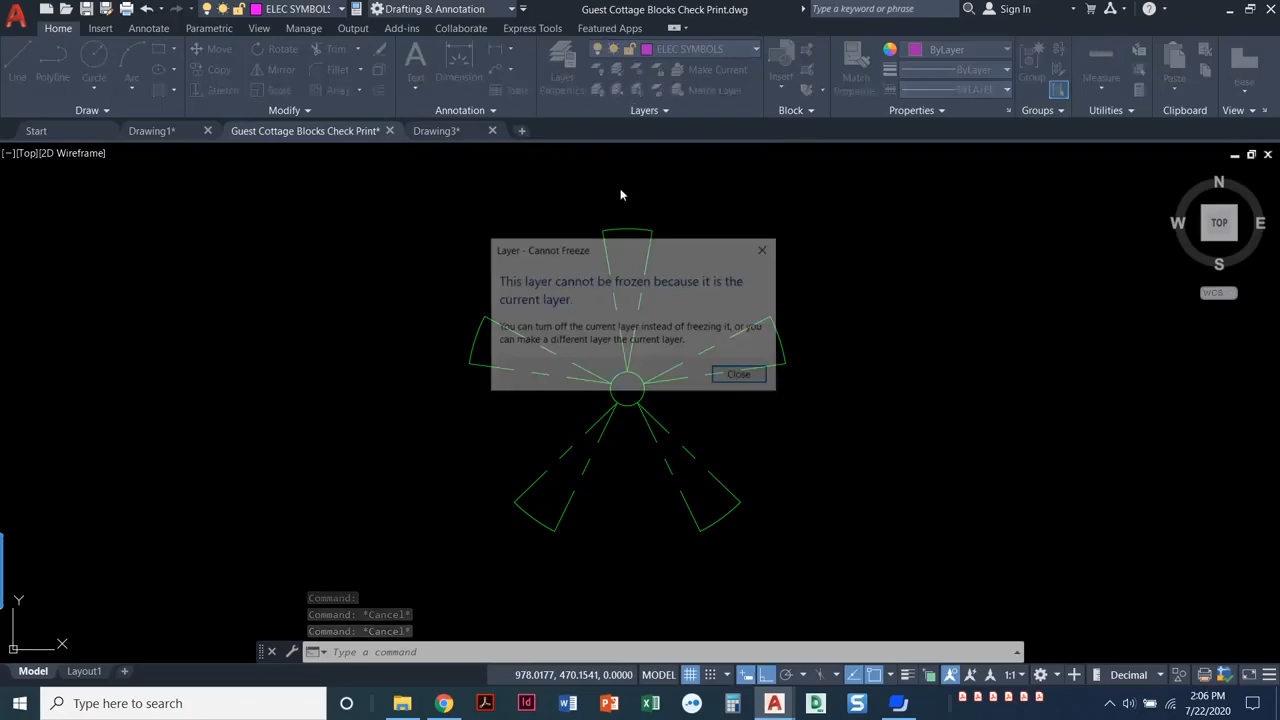 ELEC SYMBOLS
Drafting & Annotation
Share
Guest Cottage Blocks Check Print.dwg
Type a keyword or phrase
Sign In
Home Insert Annotate Parametric View Manage Output Add-ins Collaborate Express Tools Featured Apps
Line Polyline Circle Arc
Move Rotate Trim
Copy Mirror Fillet
Stretch Scale Array
Text Dimension
Table
Layer Properties
ELEC SYMBOLS
Make Current
Match Layer
Insert
Match Properties
ByLayer
ByLayer
ByLayer
Group
Measure
Paste
Base
Draw Modify Annotation Layers Block Properties Groups Utilities Clipboard View
Start Drawing1* Guest Cottage Blocks Check Print* Drawing3*
[−][Top][2D Wireframe]
N
W TOP E
S
WCS
Layer - Cannot Freeze
This layer cannot be frozen because it is the
current layer.
You can turn off the current layer instead of freezing it, or you
can make a different layer the current layer.
Close
Y
X
Command:
Command: *Cancel*
Command: *Cancel*
Type a command
Model Layout1
978.0177, 470.1541, 0.0000 MODEL
1:1
Decimal
Type here to search
2:06 PM
7/22/2020